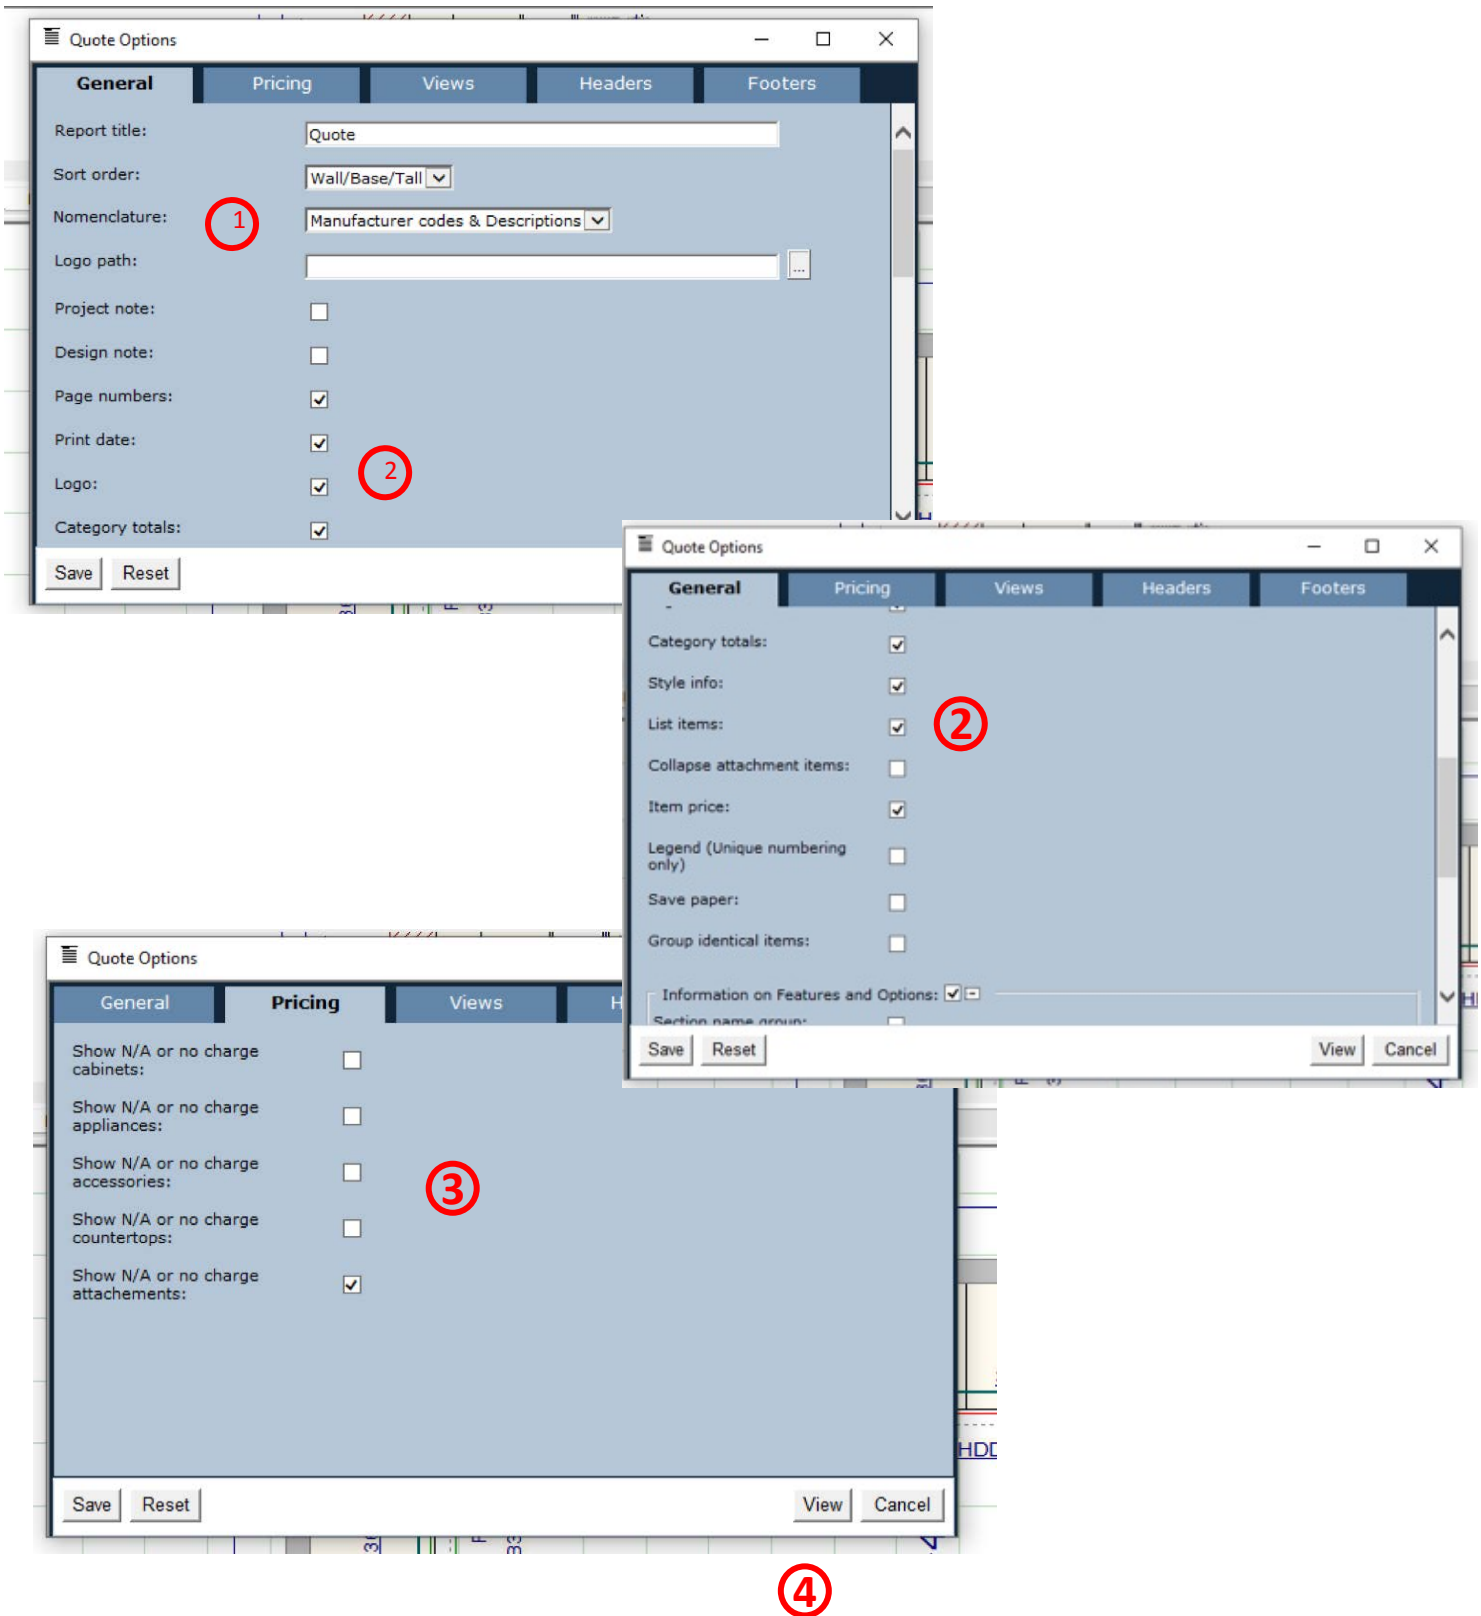 Quote Options
General Pricing Views Headers Footers
Report title: Quote
Sort order: Wall/Base/Tall
Nomenclature: 1 Manufacturer codes & Descriptions
Logo path: ...
Project note:
Design note:
Page numbers:
Print date:
2
Logo:
Category totals:
Save Reset
Quote Options
General Pricing Views Headers Footers
Category totals:
Style info:
List items: 2
Collapse attachment items:
Item price:
Legend (Unique numbering
only)
Save paper:
Group identical items:
Information on Features and Options:
Section name group:
Save Reset View Cancel
Quote Options
General Pricing Views H
Show N/A or no charge
cabinets:
Show N/A or no charge
appliances:
Show N/A or no charge
accessories:
3
Show N/A or no charge
countertops:
Show N/A or no charge
attachements:
HDD
Save Reset View Cancel
4